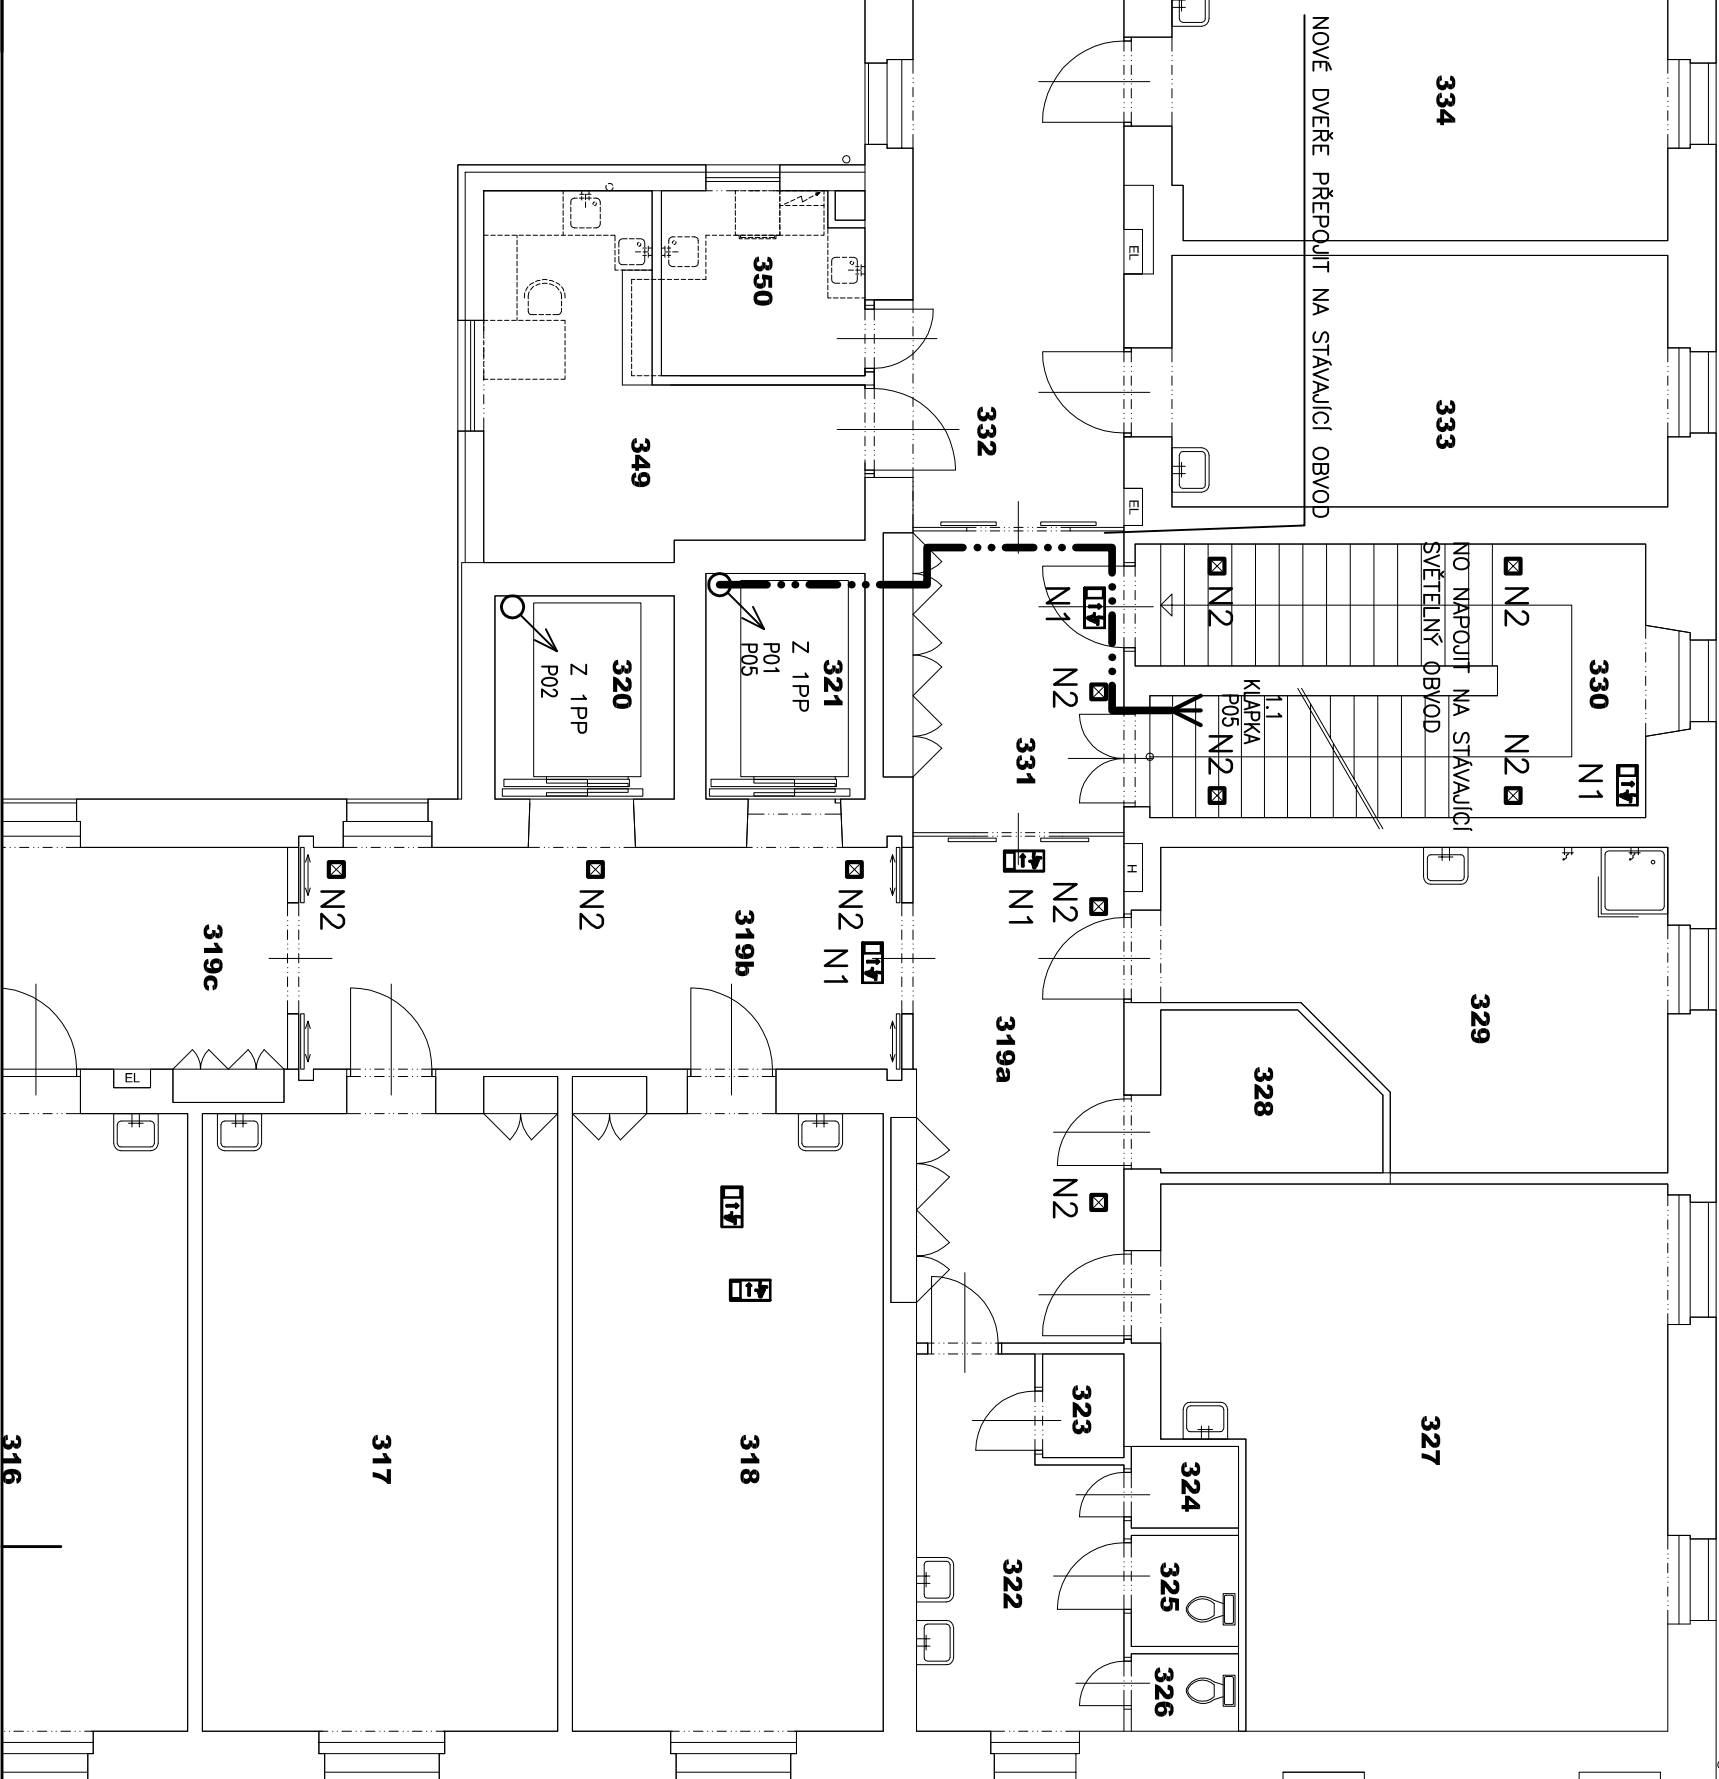 NOVÉ DVEŘE PŘEPOJIT NA STÁVAJÍCÍ OBVOD
334
333
EL
EL
332
350
349
NO NAPOJIT NA STÁVAJÍCÍ
SVĚTELNÝ OBVOD
330
N2
N2
N2
N2
N1
N1
N2
1.1
KLAPKA
P05
331
321
Z 1PP
P01
P05
320
Z 1PP
P02
H
N2
N1
N2
N2
N2
N1
319b
319c
319a
329
328
N2
EL
327
323
324
325
326
322
318
317
316